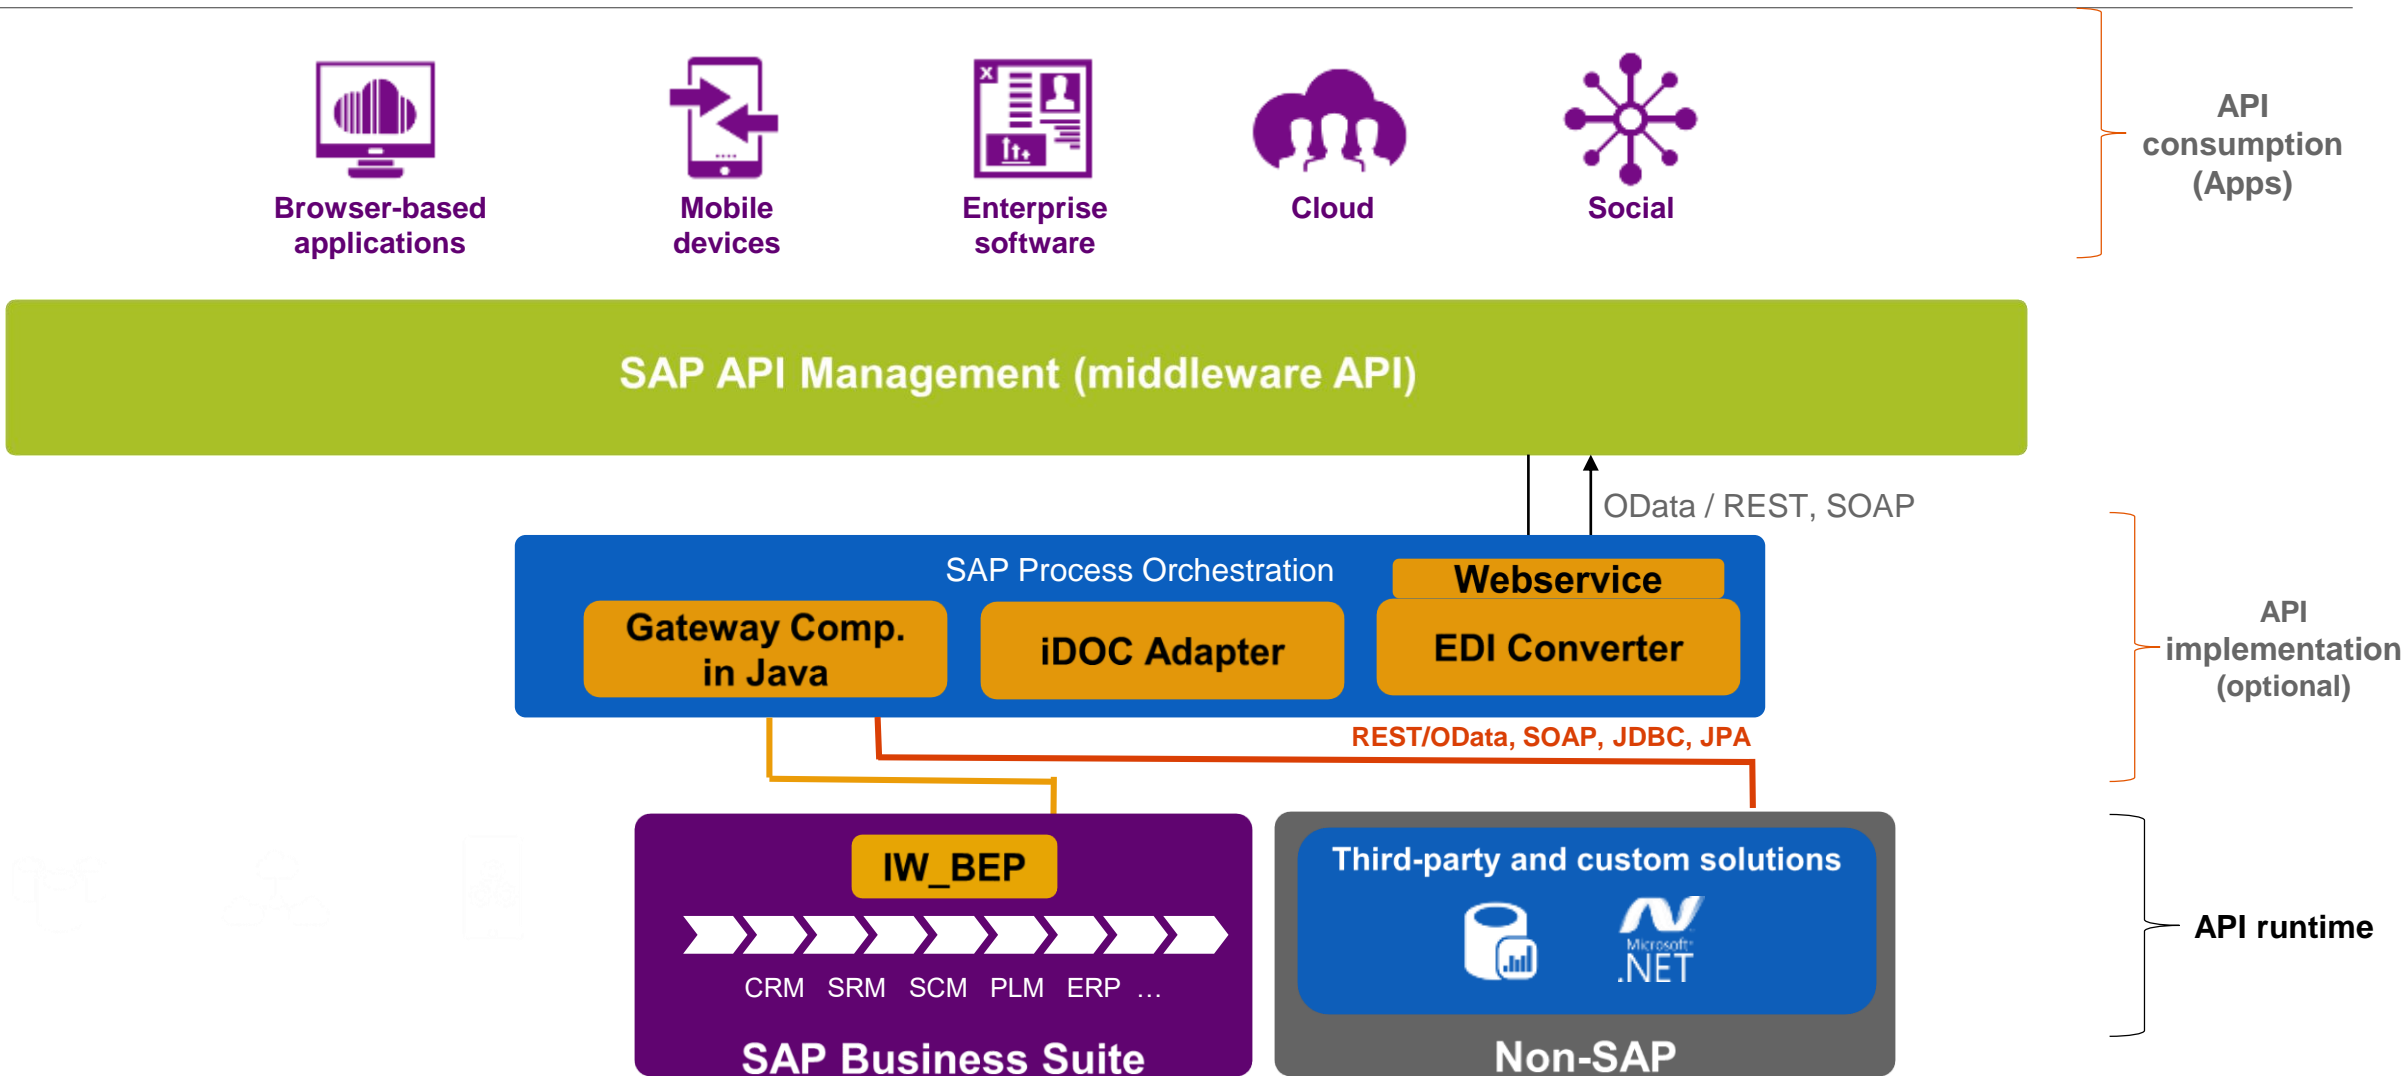 Browser-based
applications
Mobile
devices
Enterprise
software
Cloud
Social
API
consumption
(Apps)
SAP API Management (middleware API)
OData / REST, SOAP
SAP Process Orchestration
Webservice
Gateway Comp.
in Java
iDOC Adapter
EDI Converter
API
implementation
(optional)
REST/OData, SOAP, JDBC, JPA
IW_BEP
CRM SRM SCM PLM ERP …
SAP Business Suite
Third-party and custom solutions
Microsoft
.NET
Non-SAP
API runtime